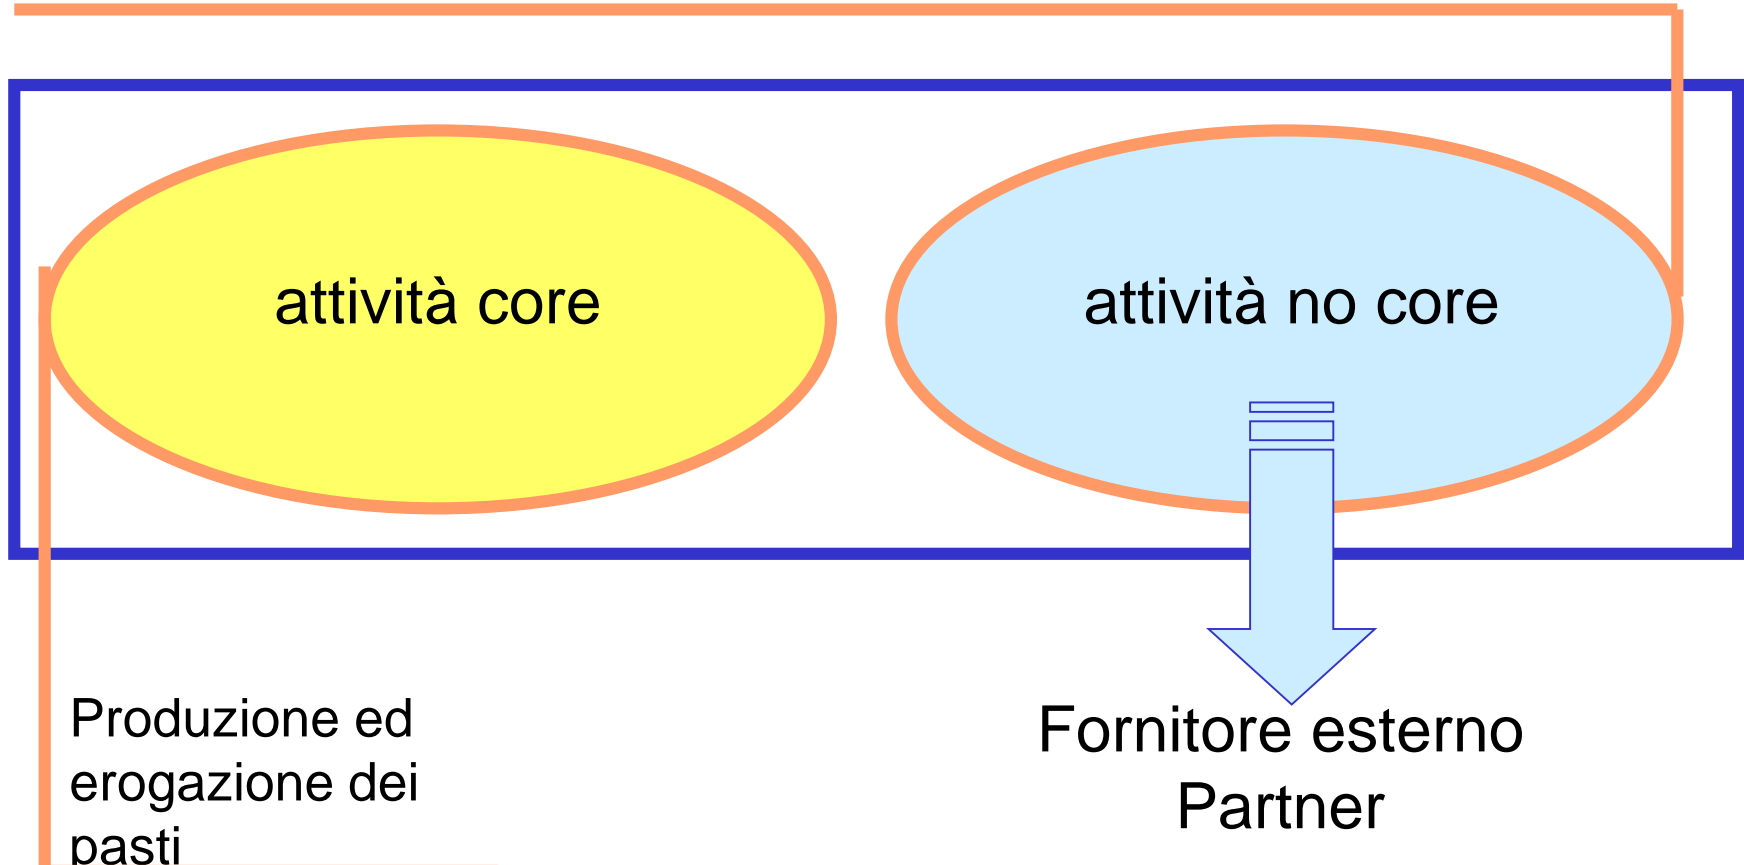 attività core
attività no core
Produzione ed
erogazione dei
pasti
Fornitore esterno
Partner